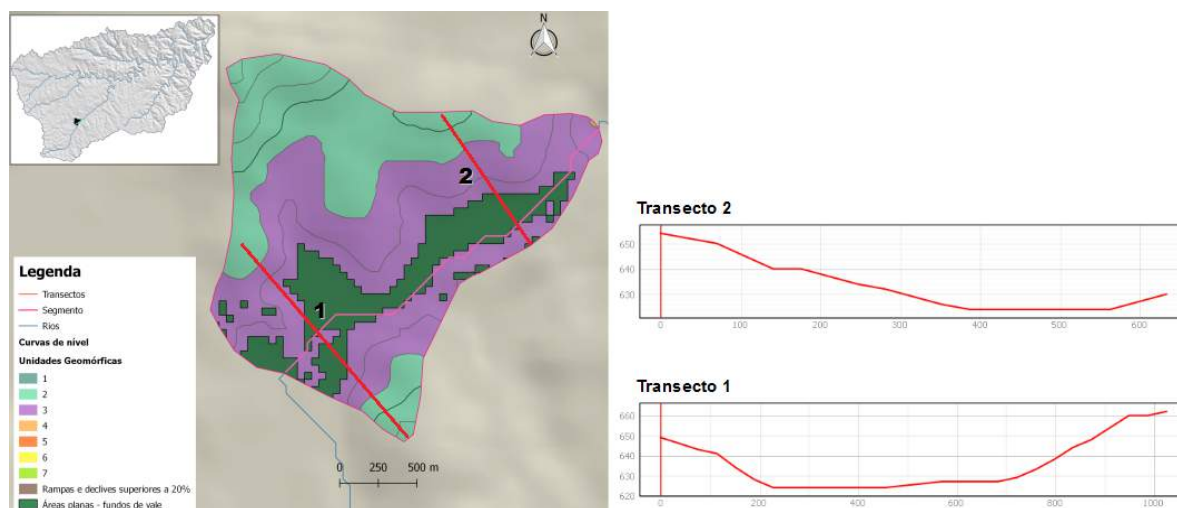 N
2
1
Legenda
Transectos
Segmento
Rios
Curvas de nível
Unidades Geomórficas
1
2
3
4
5
6
7
Rampas e declives superiores a 20%
Áreas planas - fundos de vale
0 250 500 m
Transecto 2
650
640
630
0 100 200 300 400 500 600
Transecto 1
660
650
640
630
620
0 200 400 600 800 1000